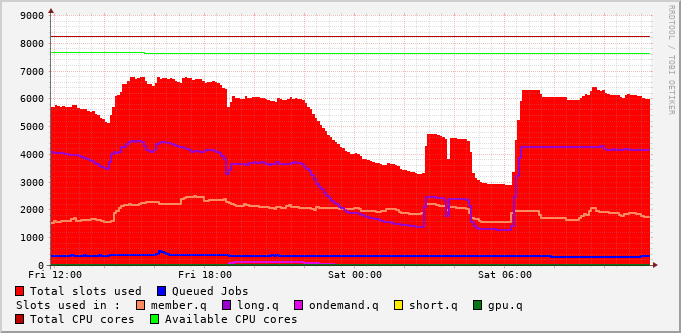 9000
8000
7000
6000
5000
4000
3000
2000
1000
0
Fri 12:00 Fri 18:00 Sat 00:00 Sat 06:00
Total slots used Queued Jobs
Slots used in : member.q long.q ondemand.q short.q gpu.q
Total CPU cores Available CPU cores
RRDTOOL / TOBI OETIKER